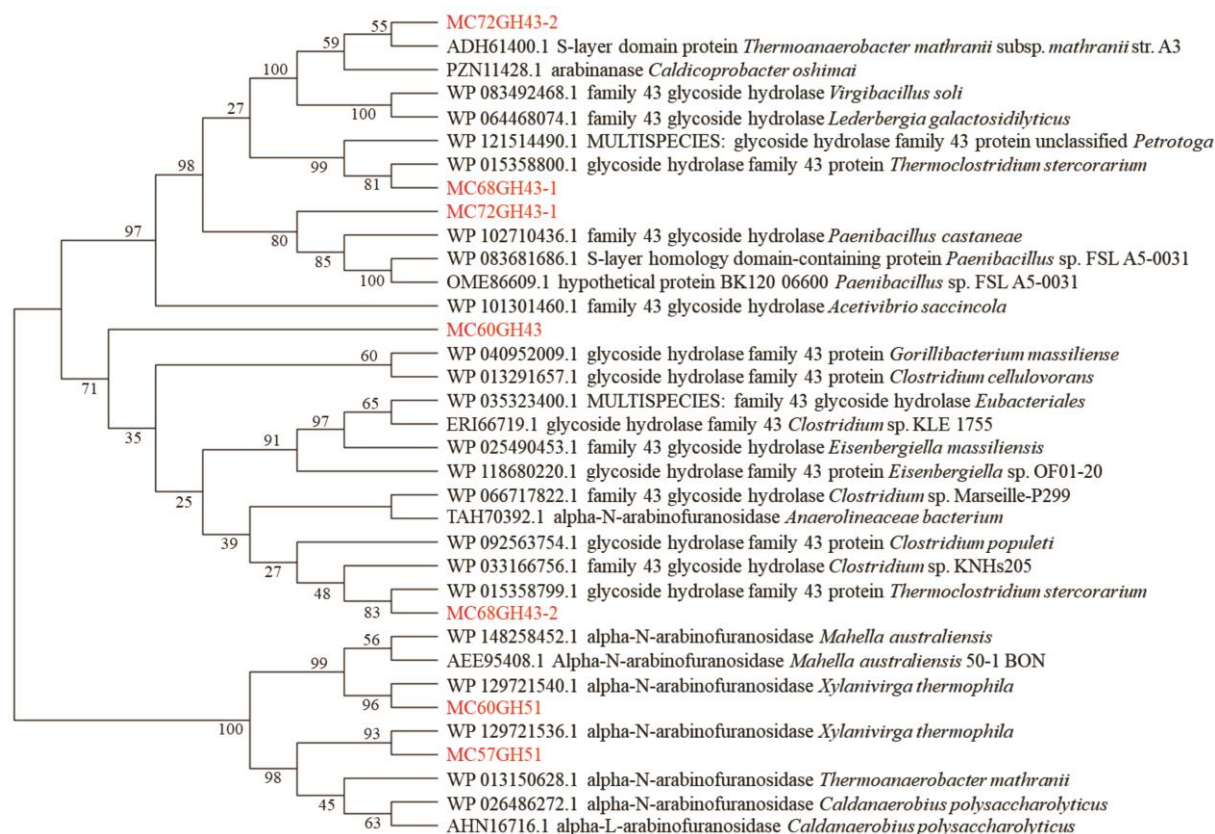 MC72GH43-2
55
ADH61400.1 S-layer domain protein Thermoanaerobacter mathranii subsp. mathranii str. A3
59
PZN11428.1 arabinanase Caldicoprobacter oshimai
100
WP 083492468.1 family 43 glycoside hydrolase Virgibacillus soli
100
27
WP 064468074.1 family 43 glycoside hydrolase Lederbergia galactosidilyticus
WP 121514490.1 MULTISPECIES: glycoside hydrolase family 43 protein unclassified Petrotoga
99
98
WP 015358800.1 glycoside hydrolase family 43 protein Thermoclostridium stercorarium
81
MC68GH43-1
MC72GH43-1
97
80
WP 102710436.1 family 43 glycoside hydrolase Paenibacillus castaneae
85
WP 083681686.1 S-layer homology domain-containing protein Paenibacillus sp. FSL A5-0031
100
OME86609.1 hypothetical protein BK120 06600 Paenibacillus sp. FSL A5-0031
WP 101301460.1 family 43 glycoside hydrolase Acetivibrio saccincola
MC60GH43
71
60
WP 040952009.1 glycoside hydrolase family 43 protein Gorillibacterium massiliense
WP 013291657.1 glycoside hydrolase family 43 protein Clostridium cellulovorans
35
65
WP 035323400.1 MULTISPECIES: family 43 glycoside hydrolase Eubacteriales
97
ERI66719.1 glycoside hydrolase family 43 Clostridium sp. KLE 1755
91
WP 025490453.1 family 43 glycoside hydrolase Eisenbergiella massiliensis
WP 118680220.1 glycoside hydrolase family 43 protein Eisenbergiella sp. OF01-20
25
WP 066717822.1 family 43 glycoside hydrolase Clostridium sp. Marseille-P299
TAH70392.1 alpha-N-arabinofuranosidase Anaerolineaceae bacterium
39
WP 092563754.1 glycoside hydrolase family 43 protein Clostridium populeti
27
WP 033166756.1 family 43 glycoside hydrolase Clostridium sp. KNHs205
48
WP 015358799.1 glycoside hydrolase family 43 protein Thermoclostridium stercorarium
83
MC68GH43-2
56
WP 148258452.1 alpha-N-arabinofuranosidase Mahella australiensis
99
AEE95408.1 Alpha-N-arabinofuranosidase Mahella australiensis 50-1 BON
WP 129721540.1 alpha-N-arabinofuranosidase Xylanivirga thermophila
96
MC60GH51
100
WP 129721536.1 alpha-N-arabinofuranosidase Xylanivirga thermophila
93
MC57GH51
98
WP 013150628.1 alpha-N-arabinofuranosidase Thermoanaerobacter mathranii
45
WP 026486272.1 alpha-N-arabinofuranosidase Caldanaerobius polysaccharolyticus
63
AHN16716.1 alpha-L-arabinofuranosidase Caldanaerobius polysaccharolyticus